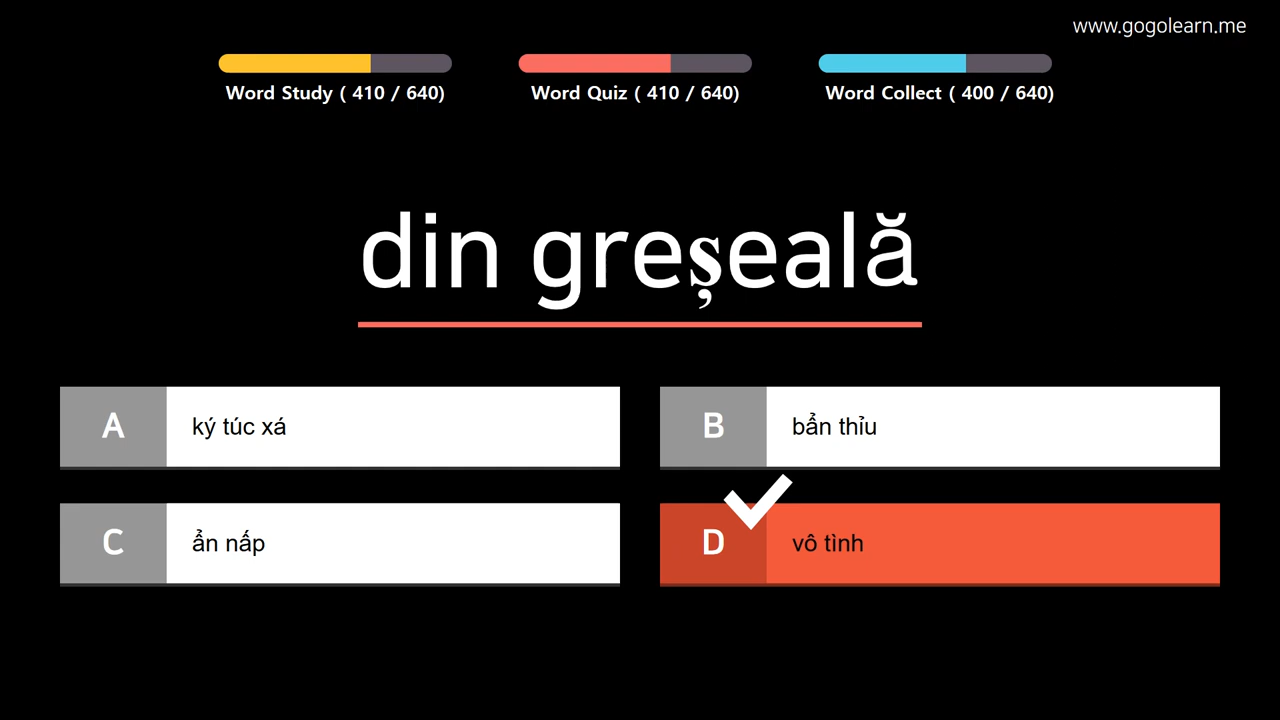 www.gogolearn.me
Word Study ( 410 / 640)
Word Quiz ( 410 / 640)
Word Collect ( 400 / 640)
din greșeală
A ký túc xá
B bẩn thỉu
C ẩn nấp
D vô tình